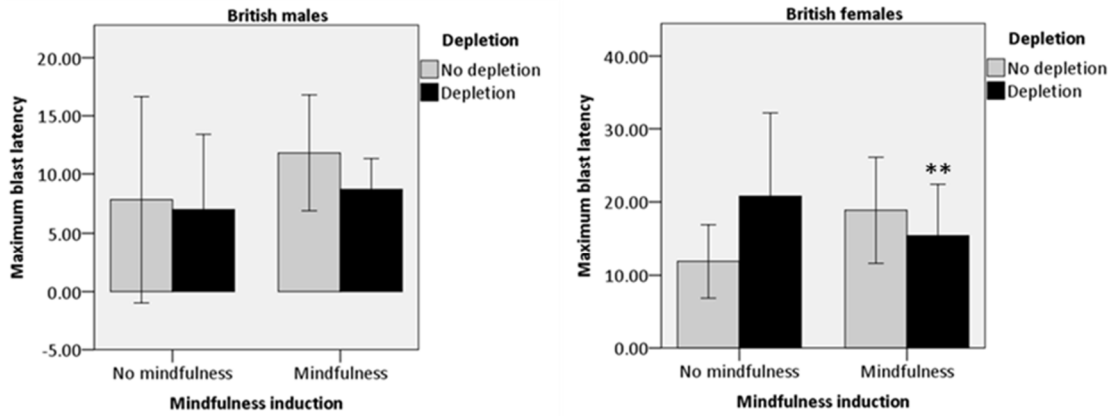 British males
Depletion
No depletion
Depletion
20.00
15.00
10.00
5.00
0.00
-5.00
Maximum blast latency
No mindfulness
Mindfulness
Mindfulness induction
British females
Depletion
No depletion
Depletion
40.00
30.00
20.00
10.00
0.00
Maximum blast latency
**
No mindfulness
Mindfulness
Mindfulness induction